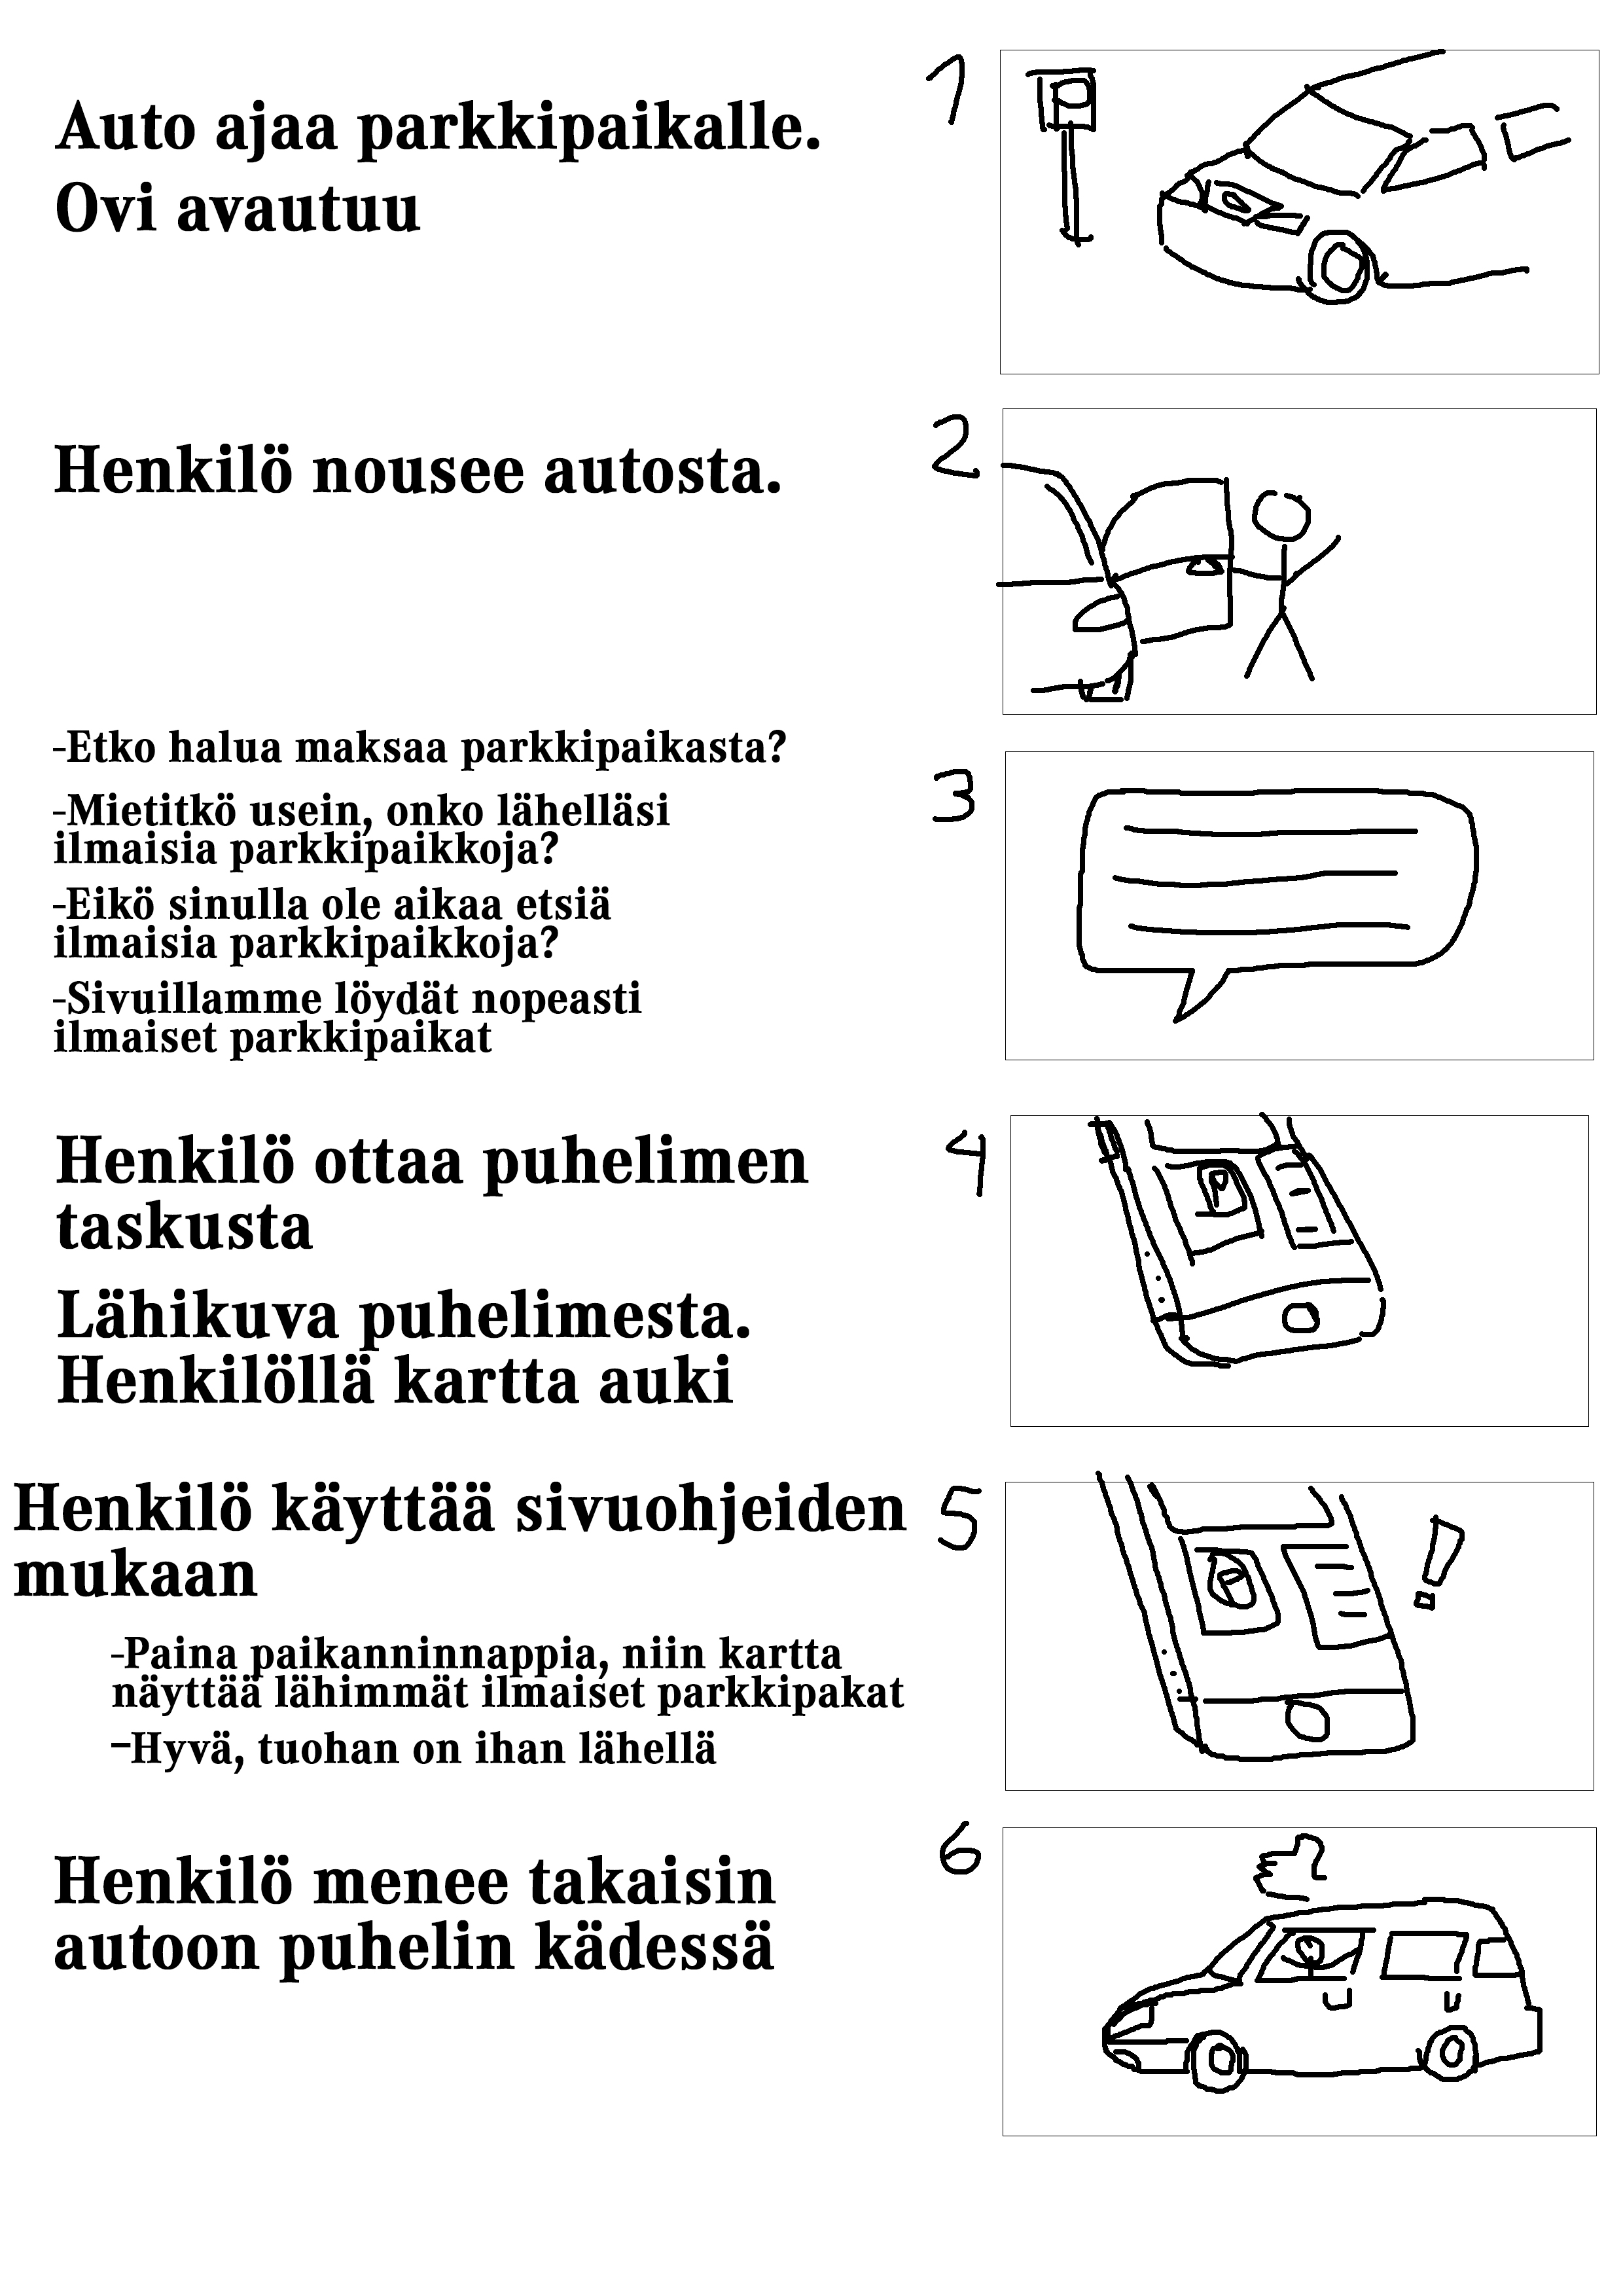 1
Auto ajaa parkkipaikalle.
Ovi avautuu
P
2
Henkilö nousee autosta.
3
-Etko halua maksaa parkkipaikasta?
-Mietitkö usein, onko lähelläsi
ilmaisia parkkipaikkoja?
-Eikö sinulla ole aikaa etsiä
ilmaisia parkkipaikkoja?
-Sivuillamme löydät nopeasti
ilmaiset parkkipaikat
4
Henkilö ottaa puhelimen
taskusta
Lähikuva puhelimesta.
Henkilöllä kartta auki
P
5
Henkilö käyttää sivuohjeiden
mukaan
-Paina paikanninnappia, niin kartta
näyttää lähimmät ilmaiset parkkipakat
-Hyvä, tuohan on ihan lähellä
P
!
6
Henkilö menee takaisin
autoon puhelin kädessä